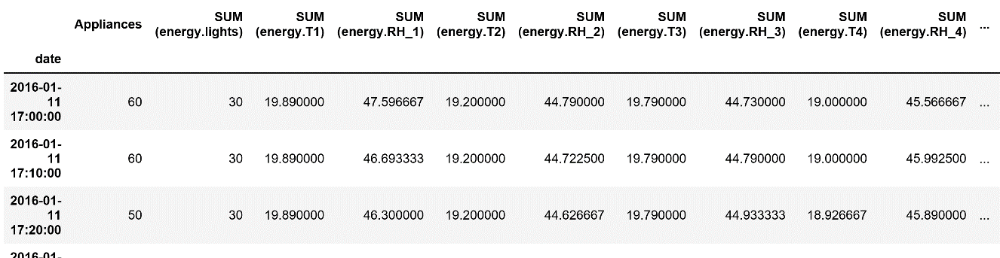 Appliances SUM (energy.lights) SUM (energy.T1) SUM (energy.RH_1) SUM (energy.T2) SUM (energy.RH_2) SUM (energy.T3) SUM (energy.RH_3) SUM (energy.T4) SUM (energy.RH_4) ...
date
2016-01-
11 60 30 19.890000 47.596667 19.200000 44.790000 19.790000 44.730000 19.000000 45.566667 ...
17:00:00
2016-01-
11 60 30 19.890000 46.693333 19.200000 44.722500 19.790000 44.790000 19.000000 45.992500 ...
17:10:00
2016-01-
11 50 30 19.890000 46.300000 19.200000 44.626667 19.790000 44.933333 18.926667 45.890000 ...
17:20:00
2016-01-